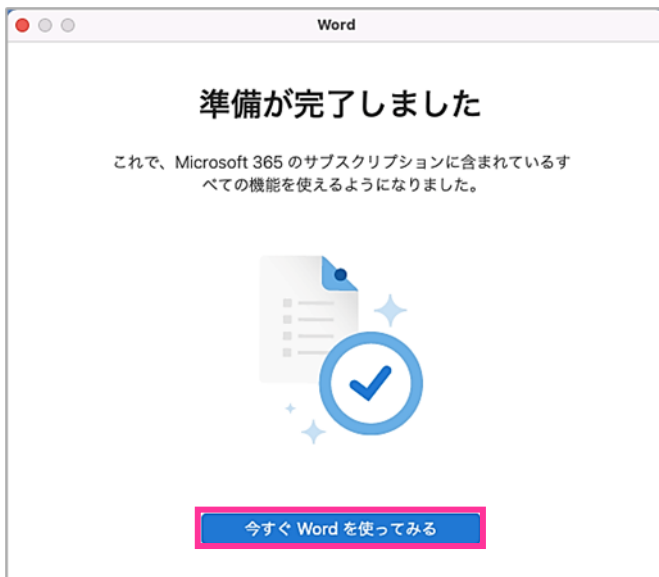 Word
準備が完了しました
これで、Microsoft 365 のサブスクリプションに含まれているす
べての機能を使えるようになりました。
今すぐ Word を使ってみる